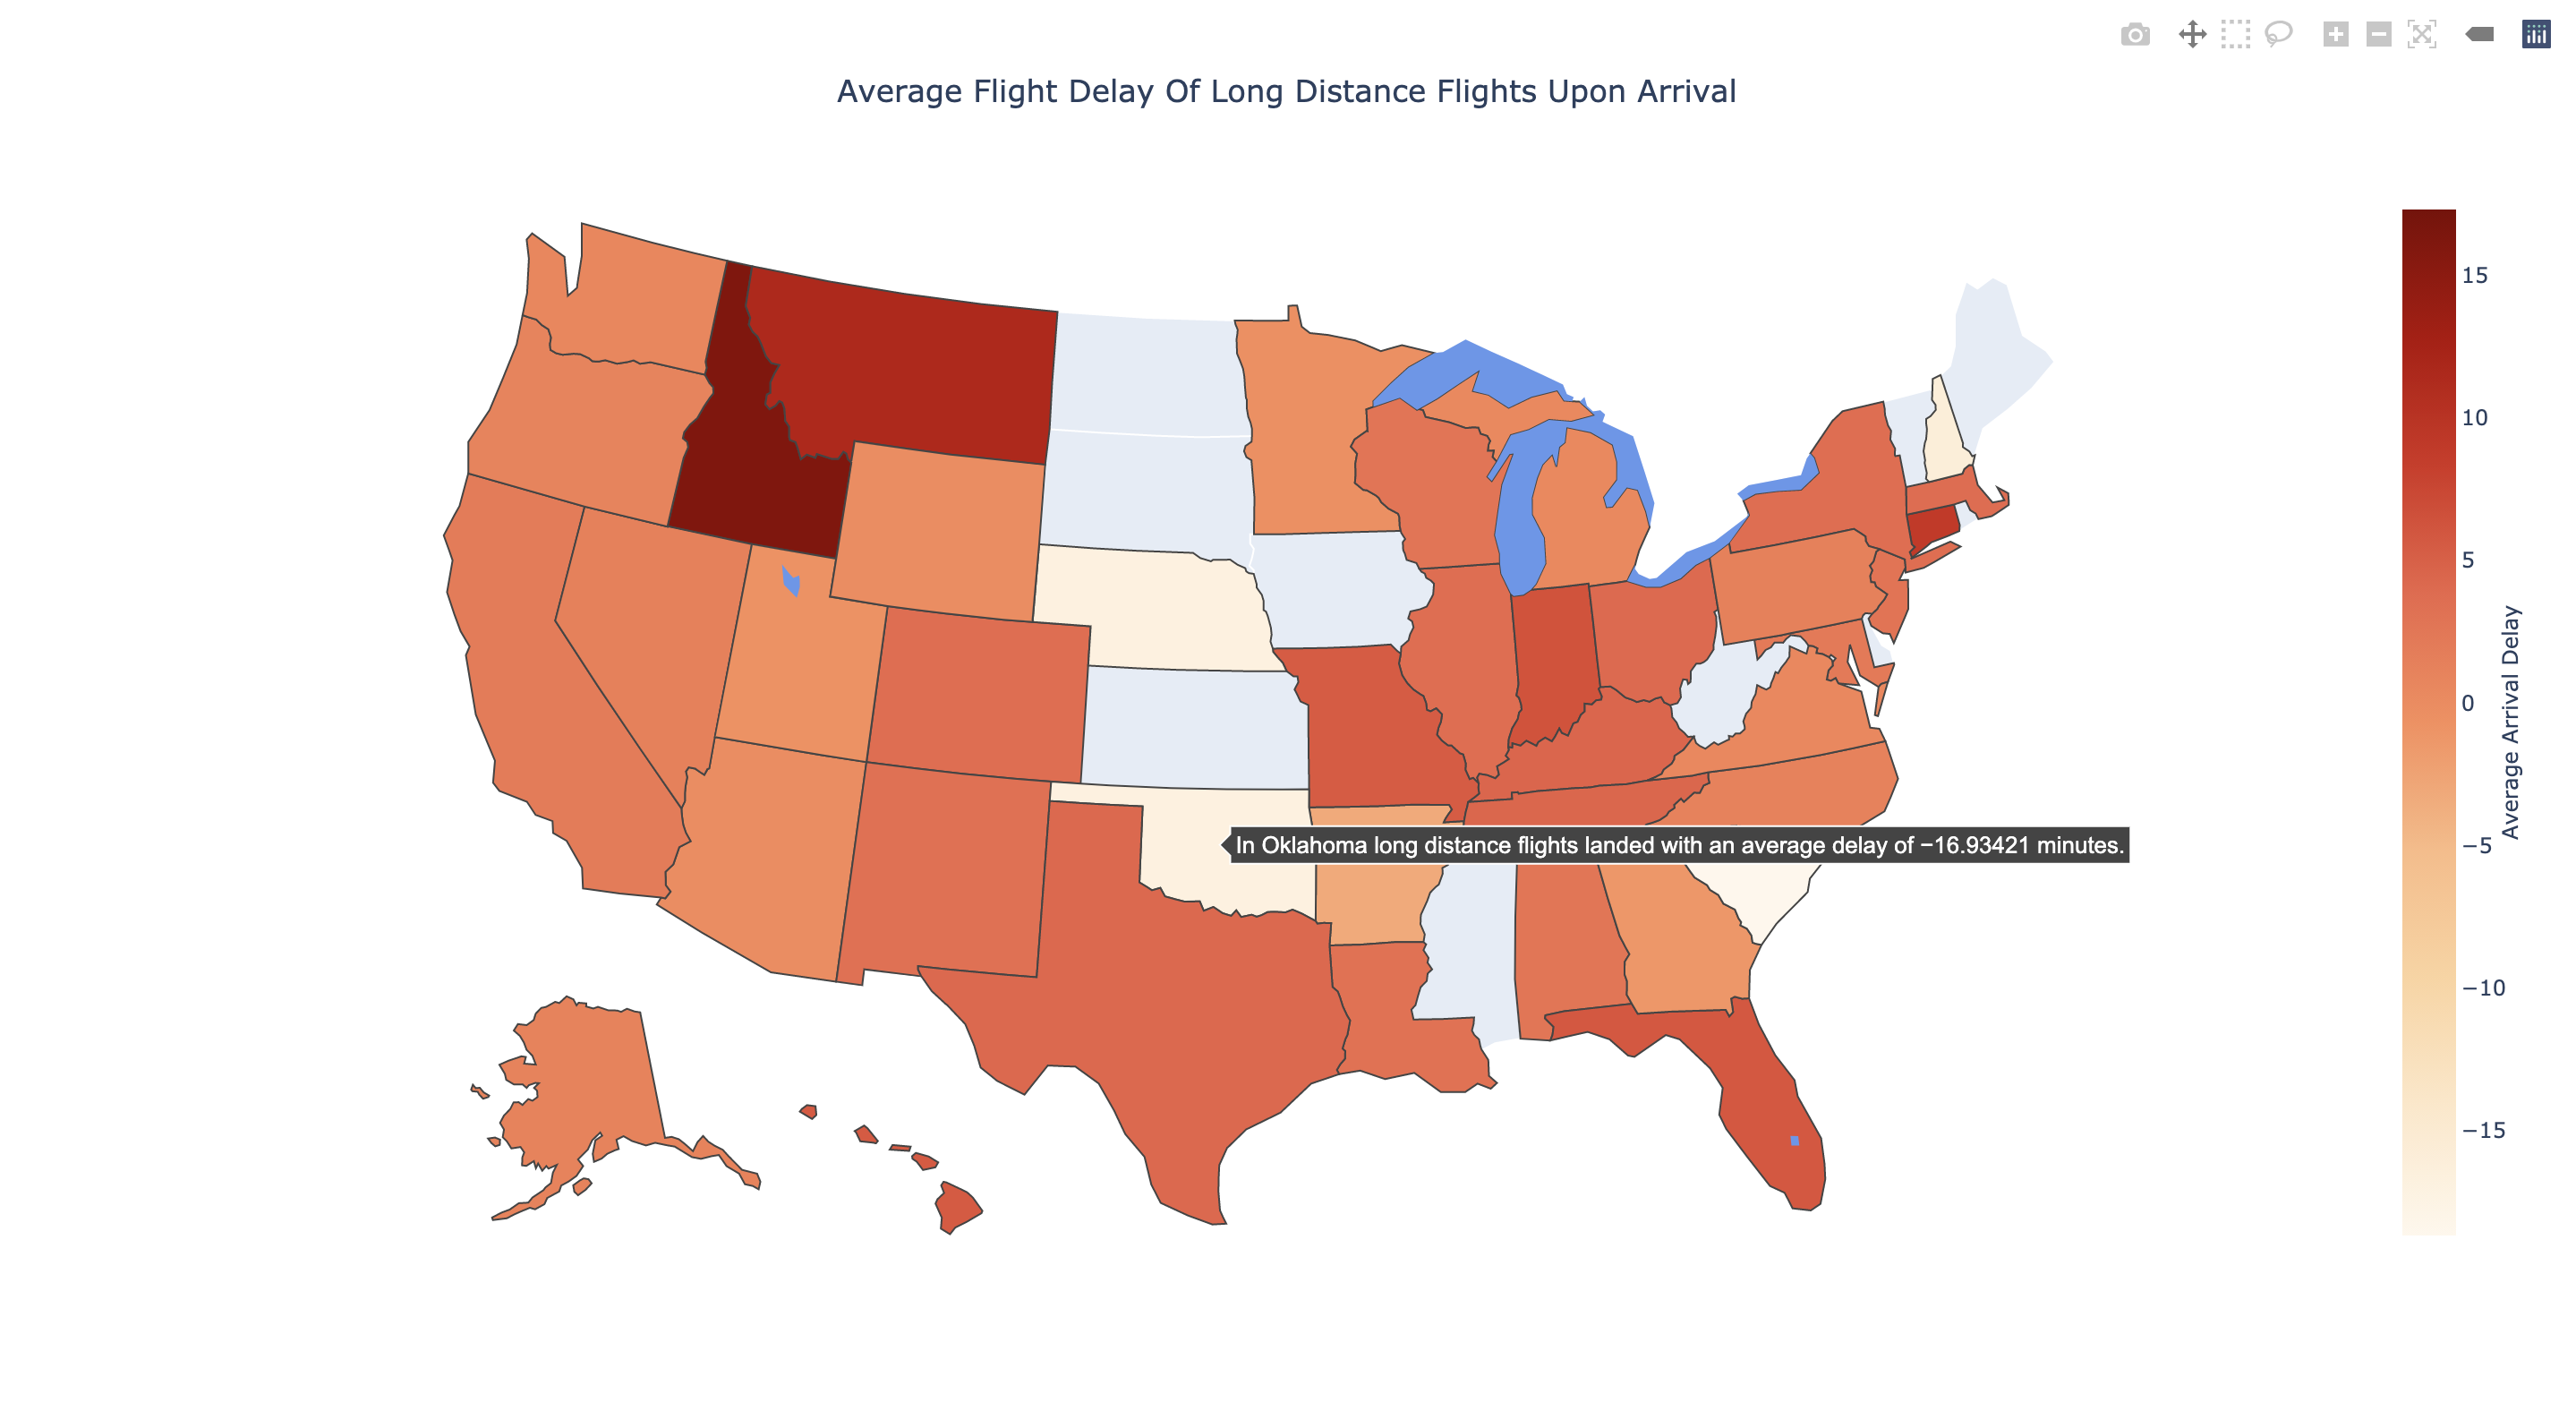 Average Flight Delay Of Long Distance Flights Upon Arrival
15
10
5
0
−5
−10
−15
Average Arrival Delay
In Oklahoma long distance flights landed with an average delay of −16.93421 minutes.